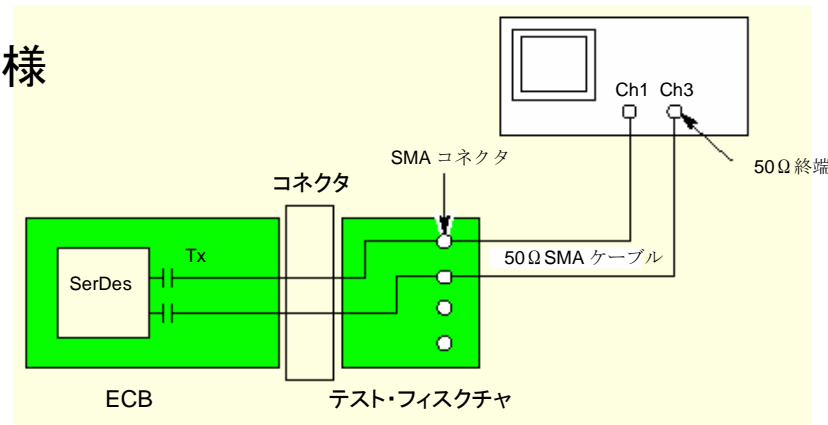 様
Ch1 Ch3
SMA コネクタ
50Ω終端
コネクタ
Tx
50ΩSMA ケーブル
SerDes
ECB
テスト・フィスクチャ